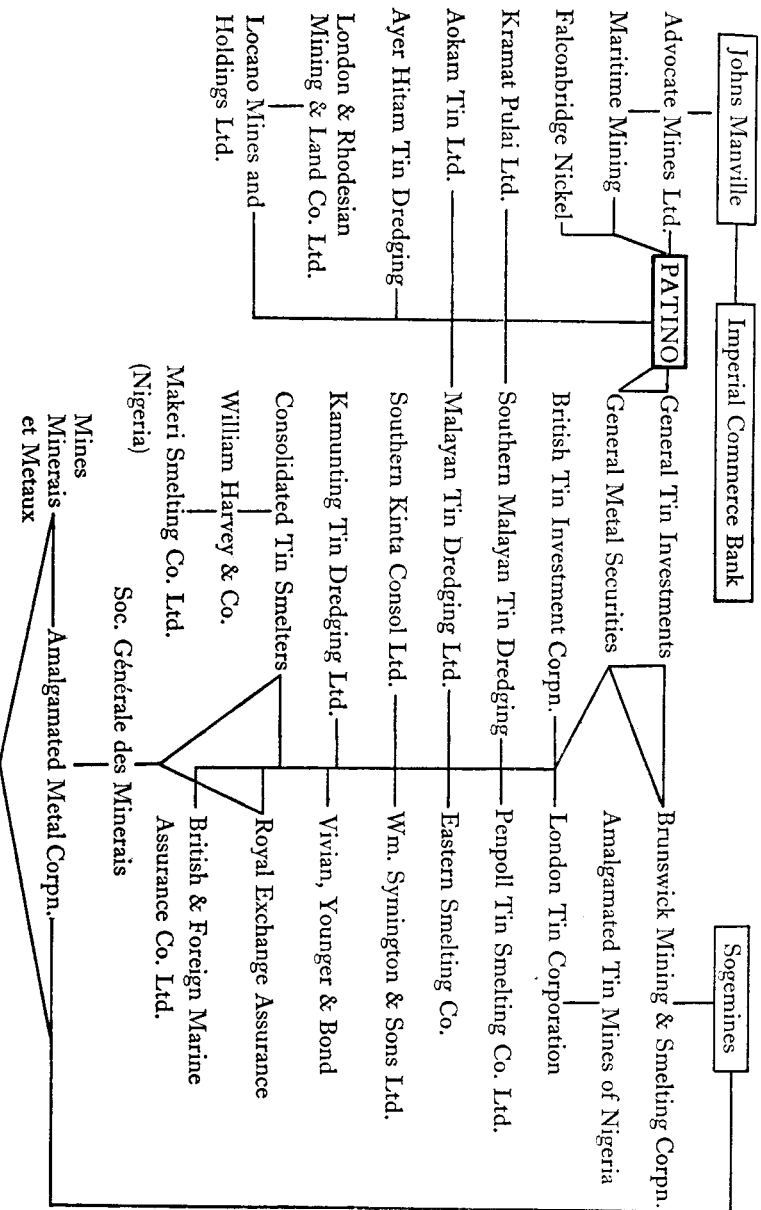 Johns Manville
Imperial Commerce Bank
Sogemines
Advocate Mines Ltd.
PATINO
General Tin Investments
Brunswick Mining & Smelting Corpn.
Maritime Mining
General Metal Securities
Amalgamated Tin Mines of Nigeria
Falconbridge Nickel
British Tin Investment Corpn.
London Tin Corporation
Kramat Pulai Ltd.
Southern Malayan Tin Dredging
Penpoll Tin Smelting Co. Ltd.
Aokam Tin Ltd.
Malayan Tin Dredging Ltd.
Eastern Smelting Co.
Ayer Hitam Tin Dredging
Southern Kinta Consol Ltd.
Wm. Symington & Sons Ltd.
London & Rhodesian
Mining & Land Co. Ltd.
Kamunting Tin Dredging Ltd.
Vivian, Younger & Bond
Locano Mines and
Holdings Ltd.
Consolidated Tin Smelters
Royal Exchange Assurance
William Harvey & Co.
British & Foreign Marine
Assurance Co. Ltd.
Makeri Smelting Co. Ltd.
(Nigeria)
Soc. Générale des Minerais
Mines
Minerais
et Metaux
Amalgamated Metal Corpn.